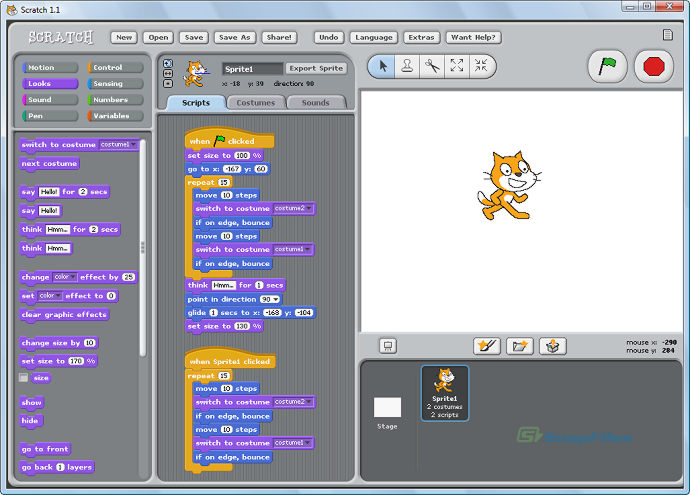 Scratch 1.1
SCRATCH
New Open Save Save As Share! Undo Language Extras Want Help?
Motion Control
Looks Sensing
Sound Numbers
Pen Variables
switch to costume costume1
next costume
say Hello! for 2 secs
say Hello!
think Hmm... for 2 secs
think Hmm...
change color effect by 25
set color effect to 0
clear graphic effects
change size by 10
set size to 170 %
size
show
hide
go to front
go back 1 layers
Sprite1 Export Sprite
x: -18 y: 39 direction: 90
Scripts Costumes Sounds
when clicked
set size to 100 %
go to x: -167 y: 60
repeat 15
move 10 steps
switch to costume costume2
if on edge, bounce
move 10 steps
switch to costume costume1
if on edge, bounce
think Hmm... for 1 secs
point in direction 90
glide 1 secs to x: -168 y: -104
set size to 130 %
when Sprite1 clicked
repeat 15
move 10 steps
switch to costume costume2
if on edge, bounce
move 10 steps
switch to costume costume1
if on edge, bounce
mouse x: -290
mouse y: 284
Sprite1
2 costumes
2 scripts
Stage